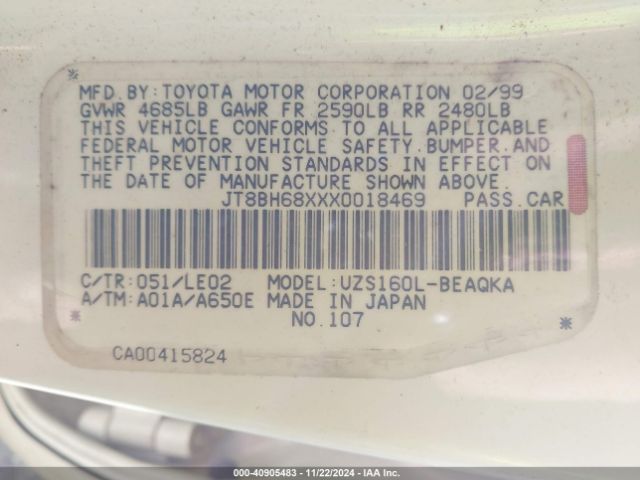 MFD.BY:TOYOTA MOTOR CORPORATION 02/99
GVWR 4685LB GAWR FR 2590LB RR 2480LB
THIS VEHICLE CONFORMS TO ALL APPLICABLE
FEDERAL MOTOR VEHICLE SAFETY.BUMPER.AND
THEFT PREVENTION STANDARDS IN EFFECT ON
THE DATE OF MANUFACTURE SHOWN ABOVE.
JT8BH68XXX0018469 PASS.CAR
C/TR:051/LE02 MODEL:UZS160L-BEAQKA
A/TM:A01A/A650E MADE IN JAPAN
NO.107
CA00415824
000-40905483 - 11/22/2024 - IAA Inc.